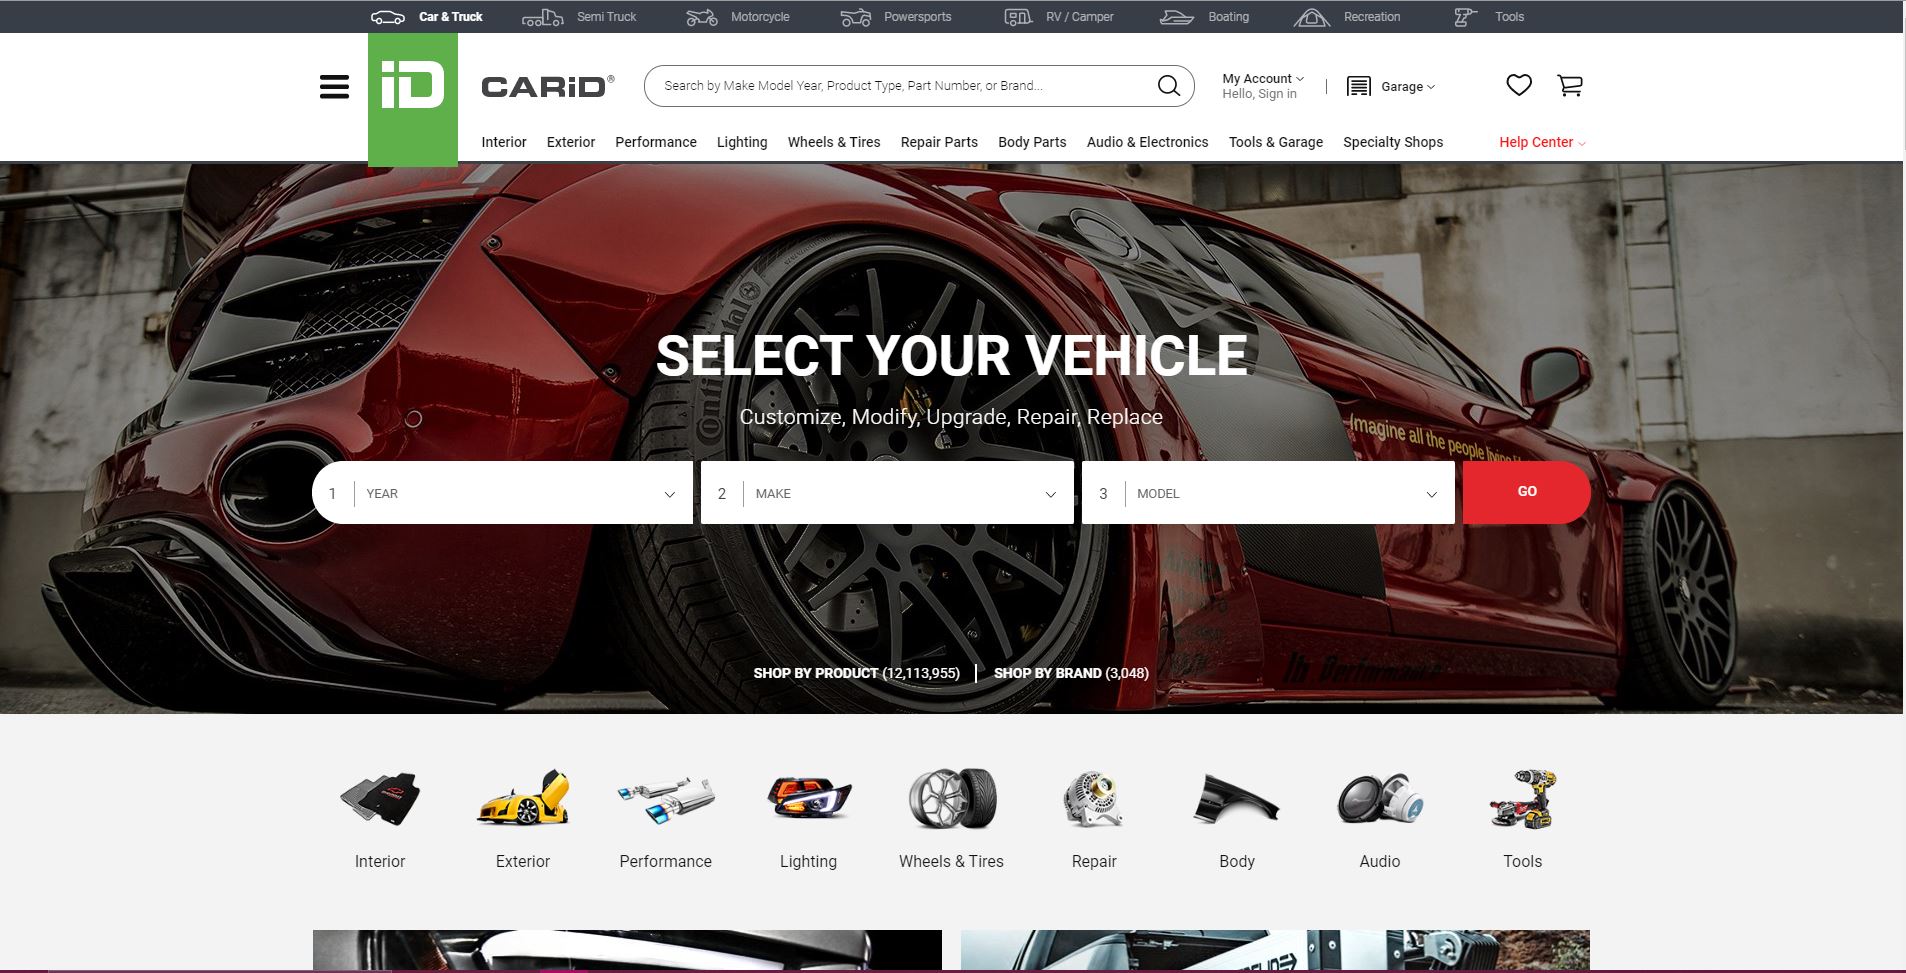 Car & Truck
Semi Truck
Motorcycle
Powersports
RV / Camper
Boating
Recreation
Tools
iD
CARiD®
Search by Make Model Year, Product Type, Part Number, or Brand...
My Account
Hello, Sign in
Garage
Interior
Exterior
Performance
Lighting
Wheels & Tires
Repair Parts
Body Parts
Audio & Electronics
Tools & Garage
Specialty Shops
Help Center
SELECT YOUR VEHICLE
Customize, Modify, Upgrade, Repair, Replace
Continental
Imagine all the people living
1 YEAR
2 MAKE
3 MODEL
GO
lb Performance
SHOP BY PRODUCT (12,113,955)
SHOP BY BRAND (3,048)
Interior
Exterior
Performance
Lighting
Wheels & Tires
Repair
Body
Audio
Tools